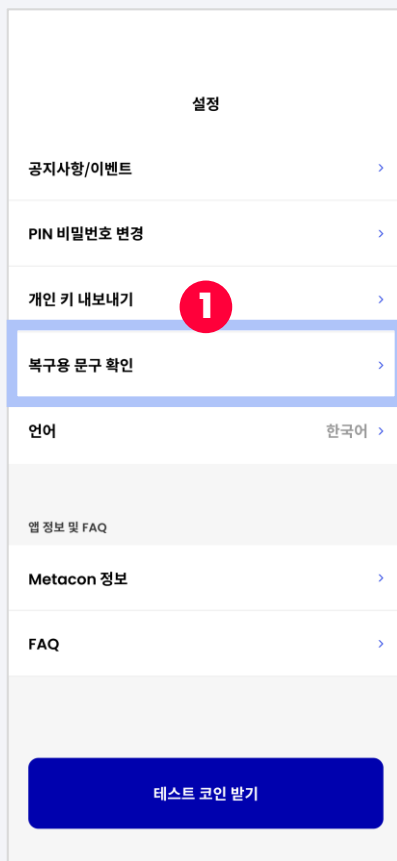 설정
공지사항/이벤트
PIN 비밀번호 변경
개인 키 내보내기
1
복구용 문구 확인
언어 한국어
앱 정보 및 FAQ
Metacon 정보
FAQ
테스트 코인 받기